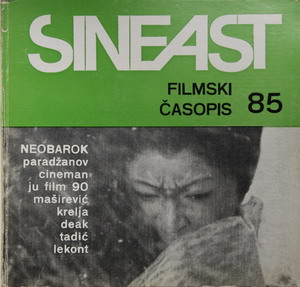 SINEAST
FILMSKI
ČASOPIS 85
NEOBAROK
paradžanov
cineman
ju film 90
maširević
krelja
deak
tadić
lekont